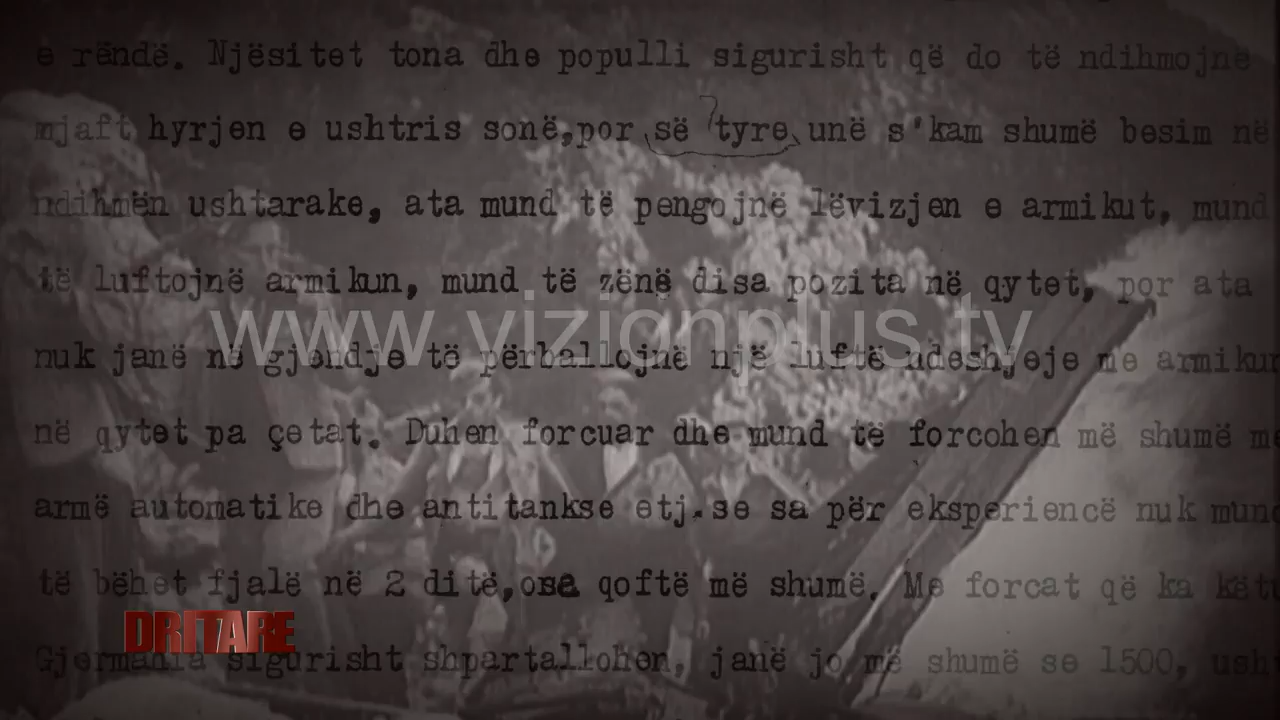 e rëndë. Njësitet tona dhe populli sigurisht që do të ndihmojnë
mjaft hyrjen e ushtris sonë,por së tyre unë s'kam shumë besim në
ndihmën ushtarake, ata mund të pengojnë lëvizjen e armikut, mund
të luftojnë armikun, mund të zënë disa pozita në qytet, por ata
www.vizionplus.tv
nuk janë në gjendje të përballojnë një luftë ndeshjeje me armikun
në qytet pa çetat. Duhen forcuar dhe mund të forcohen më shumë
armë automatike dhe antitankse etj.se sa për eksperiencë nuk mund
të bëhet fjalë në 2 ditë,ose qoftë më shumë. Me forcat që ka
DRITARE
Gjermania sigurisht shpartallohen, janë jo më shumë se 1500,